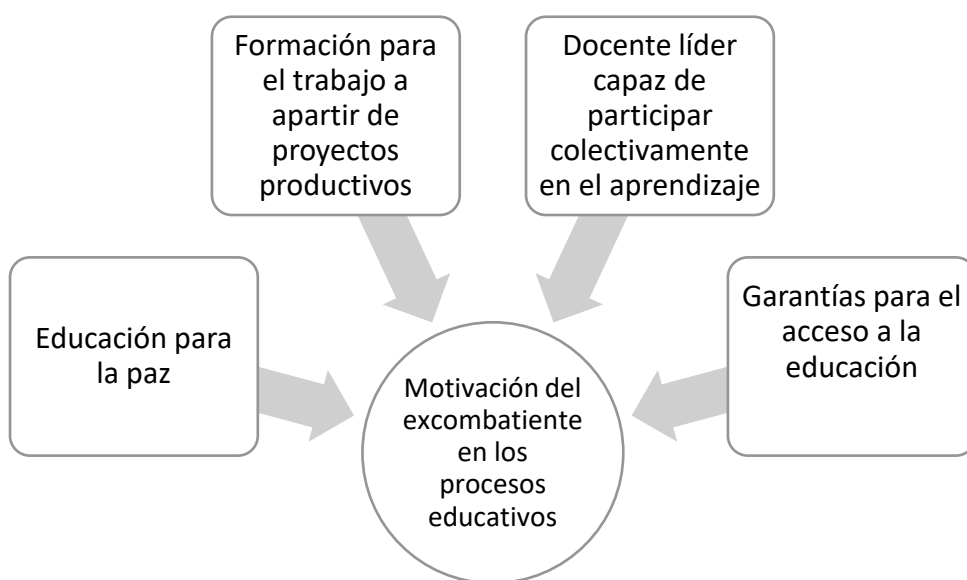 Formación para
el trabajo a
apartir de
proyectos
productivos
Docente líder
capaz de
participar
colectivamente
en el aprendizaje
Educación para
la paz
Garantías para el
acceso a la
educación
Motivación del
excombatiente
en los
procesos
educativos